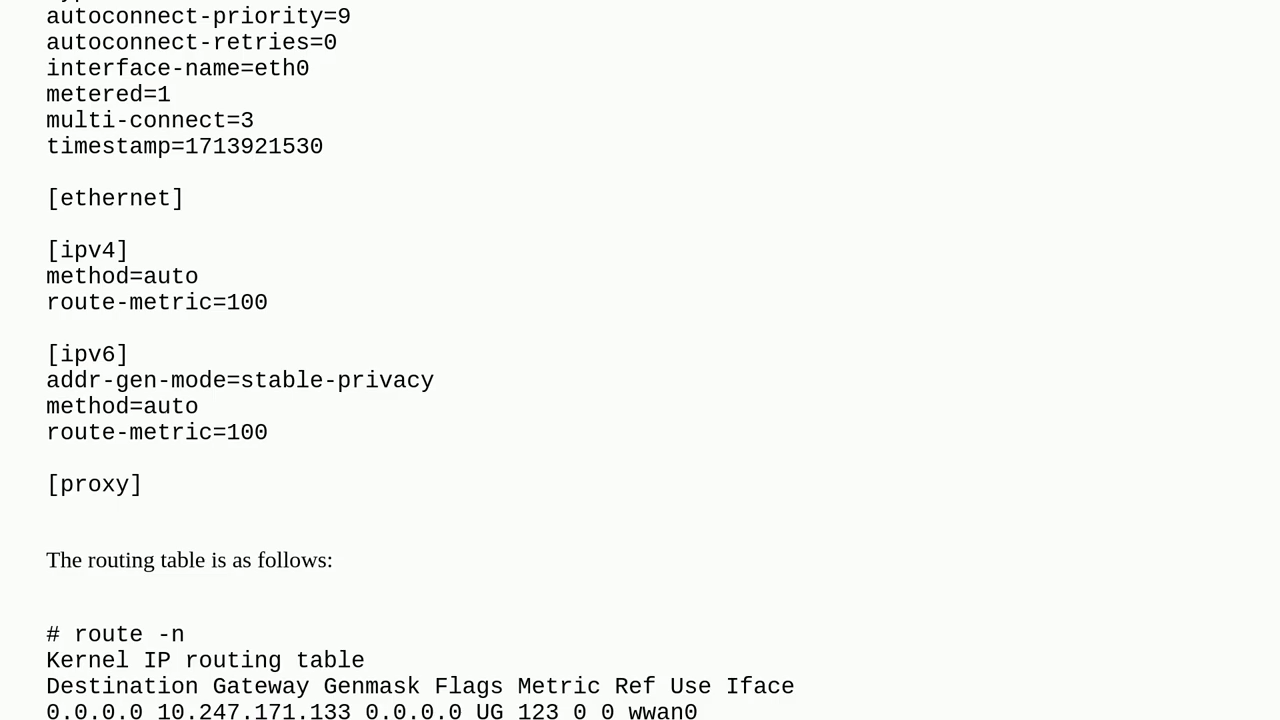 autoconnect-priority=9
autoconnect-retries=0
interface-name=eth0
metered=1
multi-connect=3
timestamp=1713921530
[ethernet]
[ipv4]
method=auto
route-metric=100
[ipv6]
addr-gen-mode=stable-privacy
method=auto
route-metric=100
[proxy]
The routing table is as follows:
# route -n
Kernel IP routing table
Destination Gateway Genmask Flags Metric Ref Use Iface
0.0.0.0 10.247.171.133 0.0.0.0 UG 123 0 0 wwan0